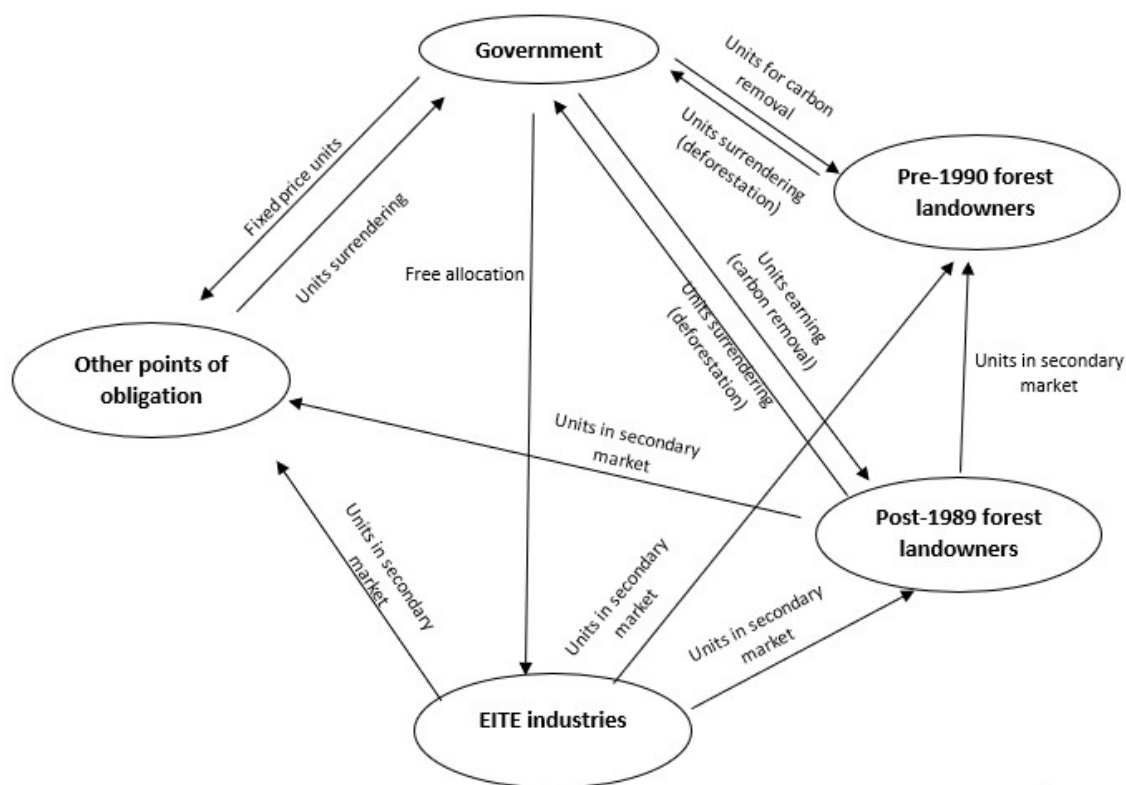 Government
Units for carbon
removal
Units surrendering
(deforestation)
Pre-1990 forest
landowners
Fixed price units
Units surrendering
Free allocation
Units earning
(carbon removal)
Units surrendering
(deforestation)
Other points of
obligation
Units in secondary
market
Units in secondary
market
Post-1989 forest
landowners
Units in secondary
market
Units in secondary
market
Units in secondary
market
EITE industries